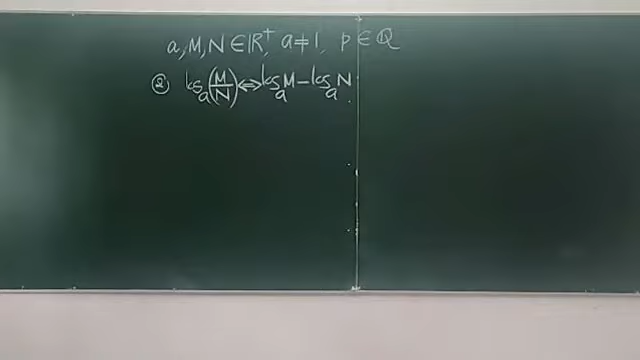 a, M, N ∈ ℝ⁺, a ≠ 1, p ∈ ℚ
② logₐ(M/N) ⇔ logₐM − logₐN